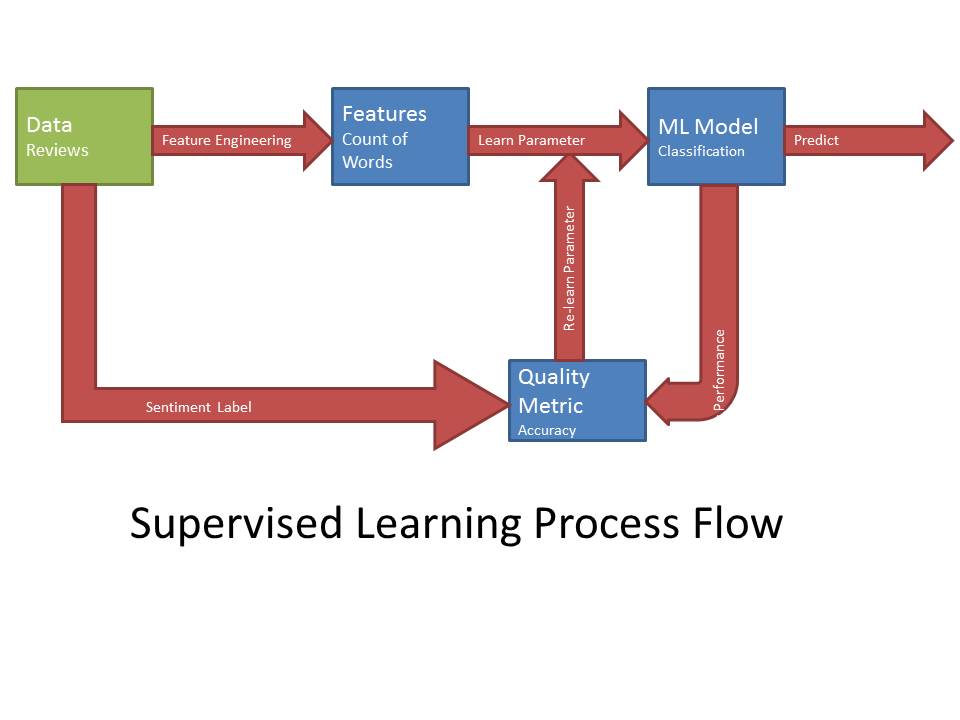 Data
Reviews
Feature Engineering
Features
Count of
Words
Learn Parameter
ML Model
Classification
Predict
Re-learn Parameter
Performance
Sentiment Label
Quality
Metric
Accuracy
Supervised Learning Process Flow